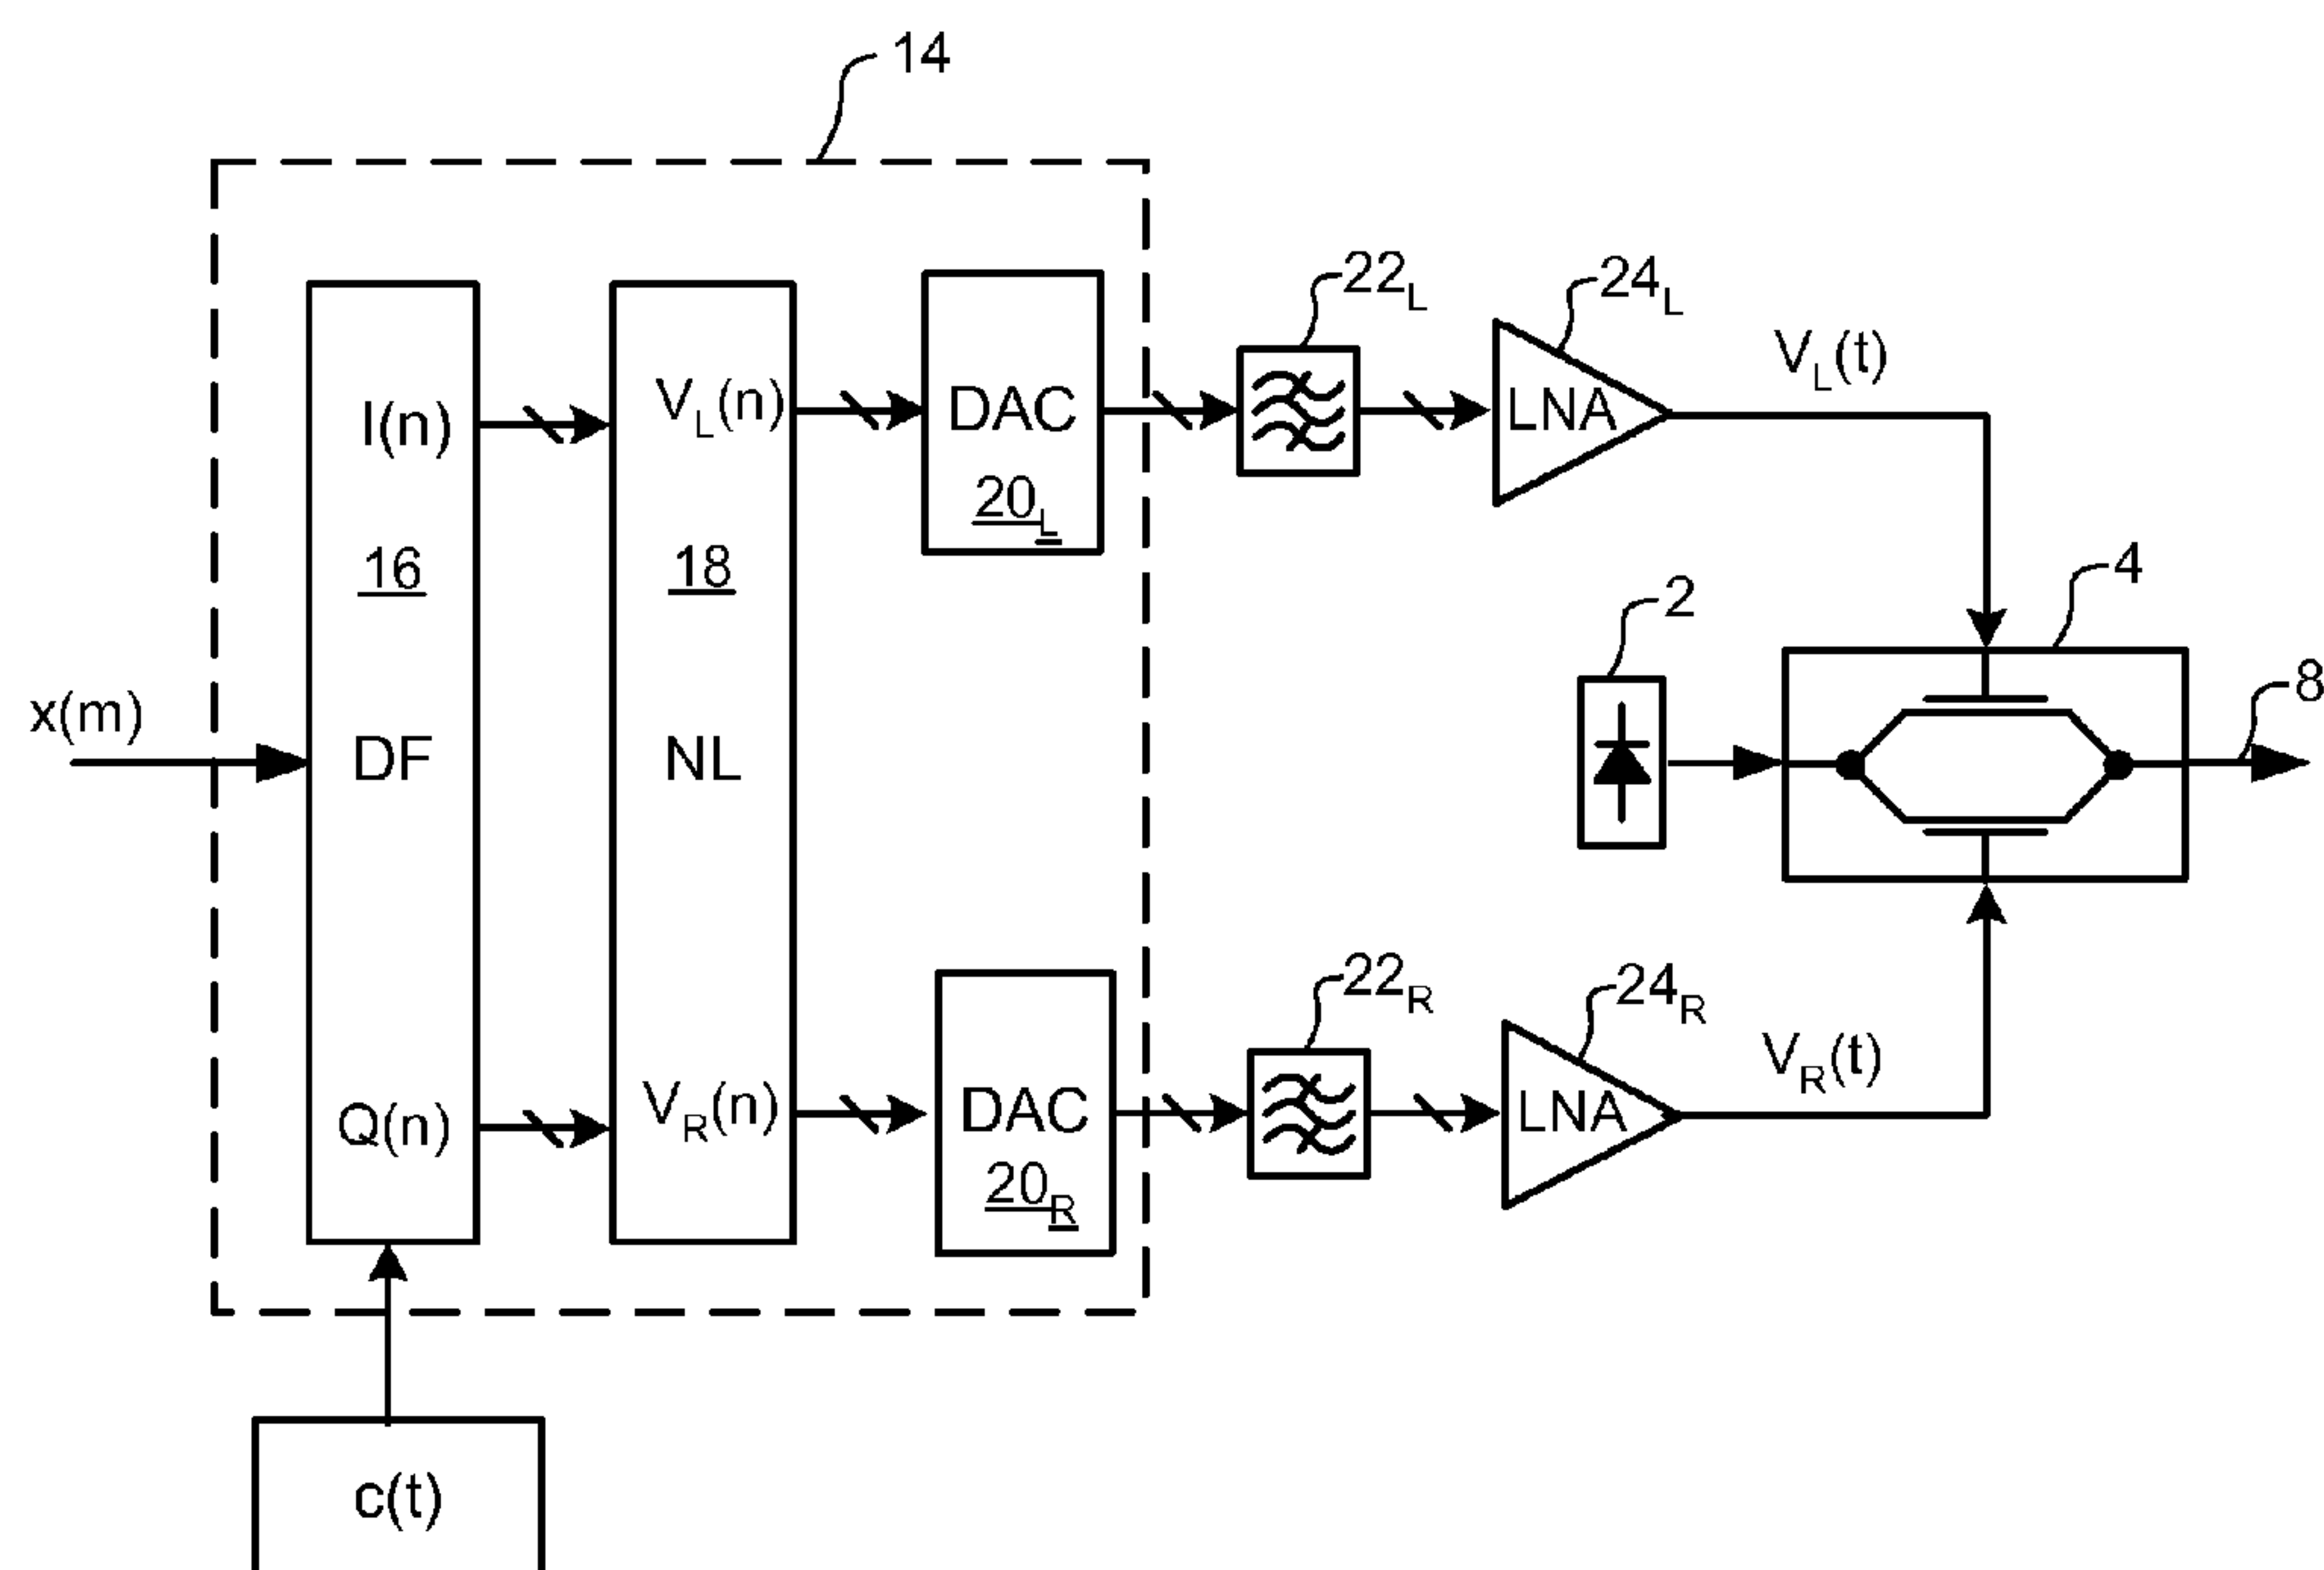 14
22L
24L
VL(t)
I(n)
VL(n)
DAC
LNA
20L
16
18
4
2
8
x(m)
DF
NL
22R
24R
VR(t)
Q(n)
VR(n)
DAC
LNA
20R
c(t)